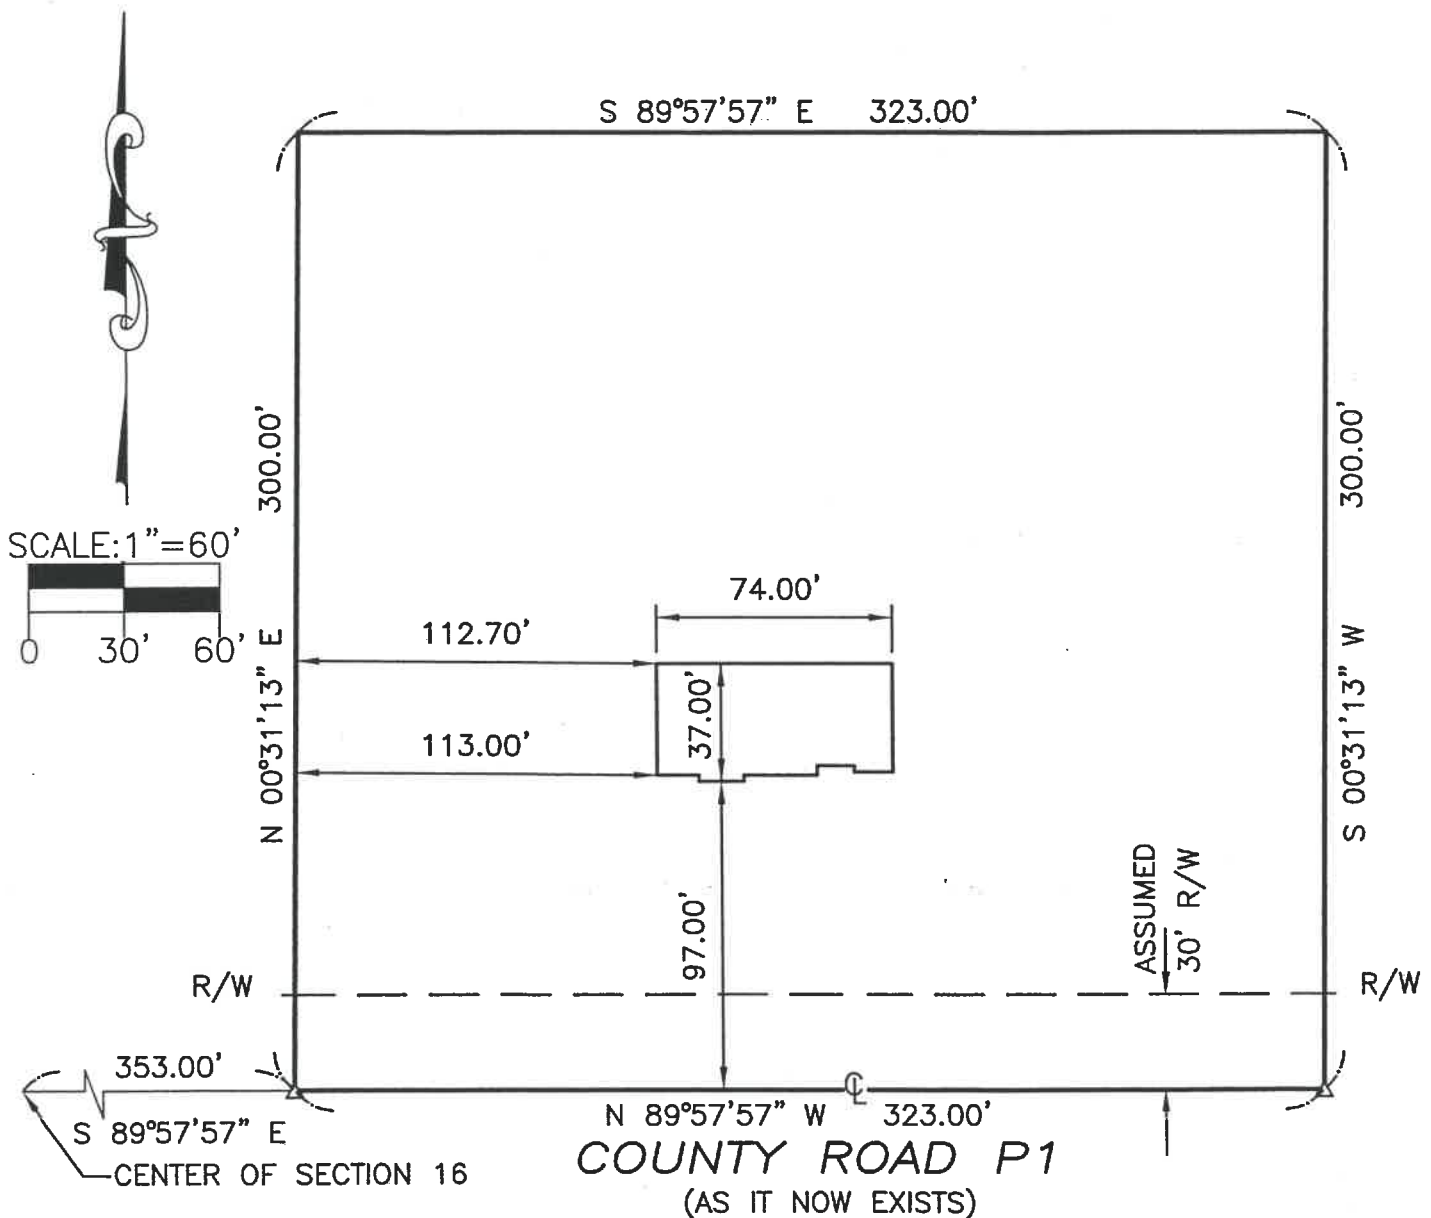 S 89°57'57" E 323.00'
300.00'
N 00°31'13" E
300.00'
S 00°31'13" W
SCALE:1"=60'
0 30' 60'
74.00'
112.70'
37.00'
113.00'
97.00'
ASSUMED
30' R/W
R/W
R/W
353.00'
S 89°57'57" E
CENTER OF SECTION 16
℄
N 89°57'57" W 323.00'
COUNTY ROAD P1
(AS IT NOW EXISTS)